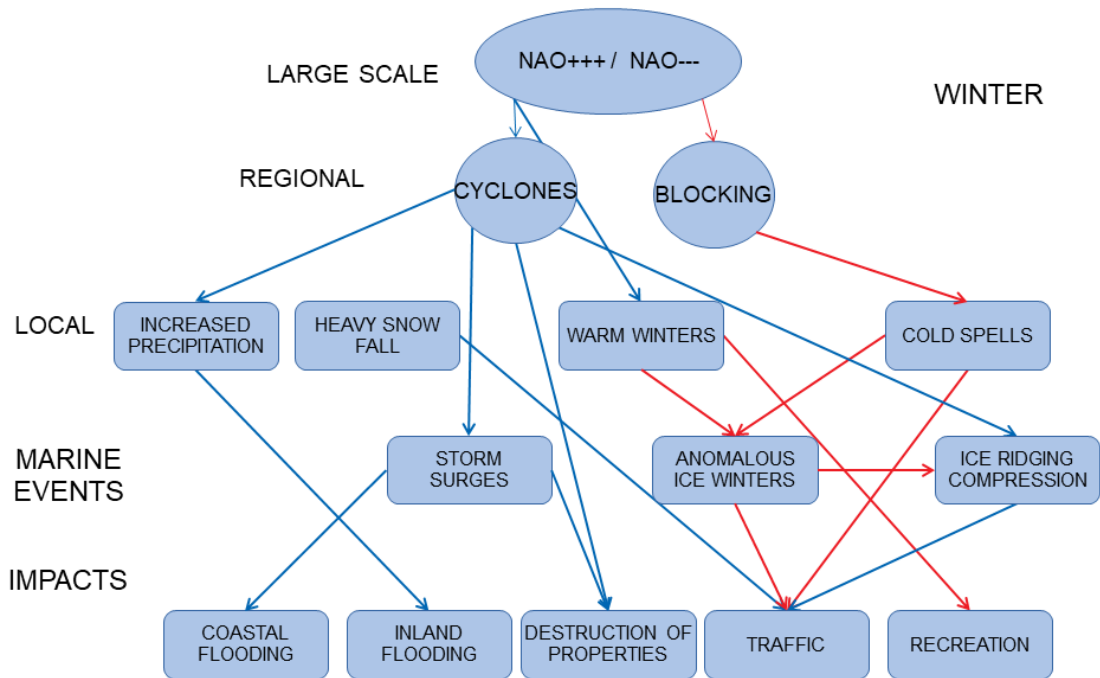 NAO+++ / NAO---
LARGE SCALE
WINTER
REGIONAL
CYCLONES
BLOCKING
LOCAL
INCREASED
PRECIPITATION
HEAVY SNOW
FALL
WARM WINTERS
COLD SPELLS
MARINE
EVENTS
STORM
SURGES
ANOMALOUS
ICE WINTERS
ICE RIDGING
COMPRESSION
IMPACTS
COASTAL
FLOODING
INLAND
FLOODING
DESTRUCTION OF
PROPERTIES
TRAFFIC
RECREATION